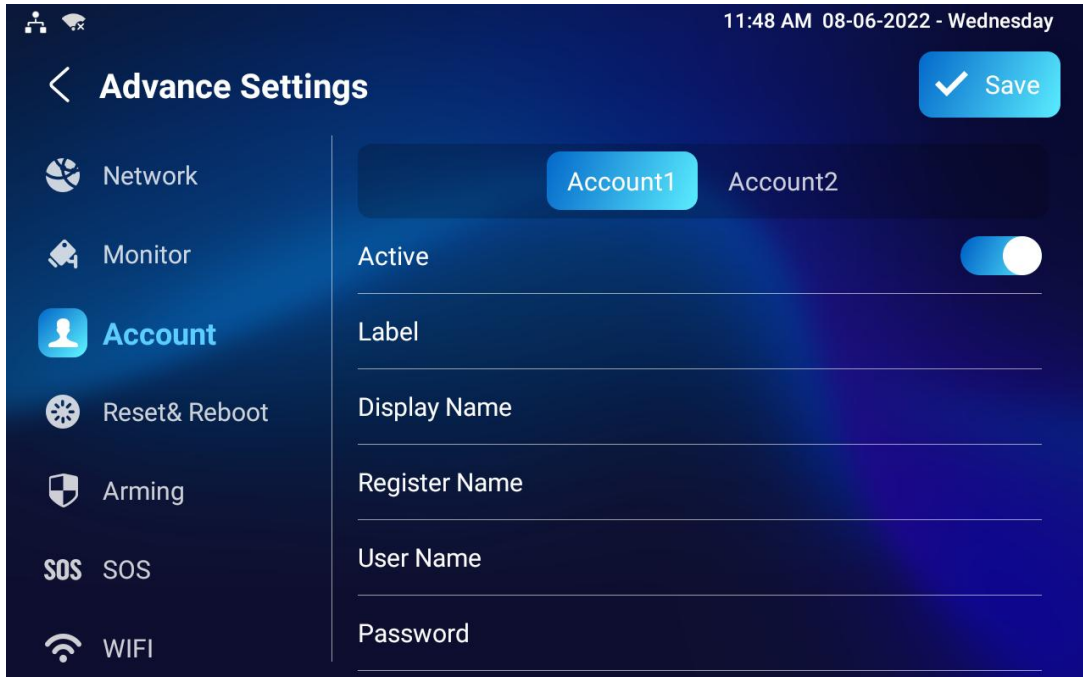 11:48 AM 08-06-2022 - Wednesday
Advance Settings
Save
Network
Monitor
Account
Reset& Reboot
Arming
SOS SOS
WIFI
Account1 Account2
Active
Label
Display Name
Register Name
User Name
Password